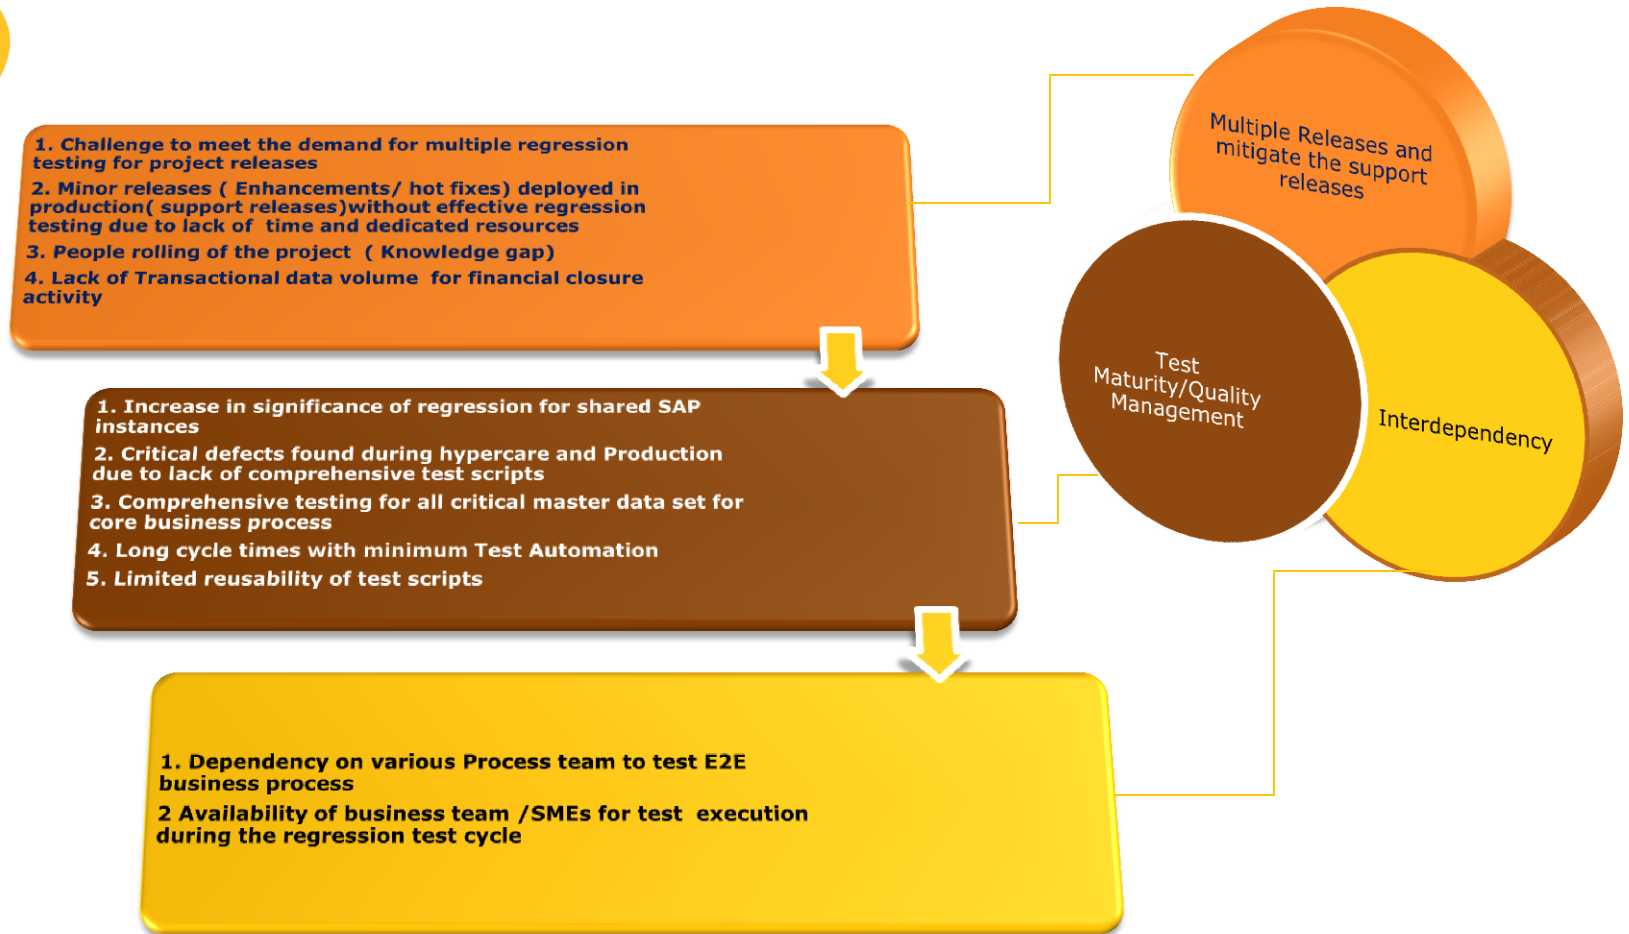 1. Challenge to meet the demand for multiple regression
testing for project releases
2. Minor releases ( Enhancements/ hot fixes) deployed in
production( support releases)without effective regression
testing due to lack of  time and dedicated resources
3. People rolling of the project  ( Knowledge gap)
4. Lack of Transactional data volume  for financial closure
activity
1. Increase in significance of regression for shared SAP
instances
2. Critical defects found during hypercare and Production
due to lack of comprehensive test scripts
3. Comprehensive testing for all critical master data set for
core business process
4. Long cycle times with minimum Test Automation
5. Limited reusability of test scripts
1. Dependency on various Process team to test E2E
business process
2 Availability of business team /SMEs for test  execution
during the regression test cycle
Multiple Releases and
mitigate the support
releases
Test
Maturity/Quality
Management
Interdependency